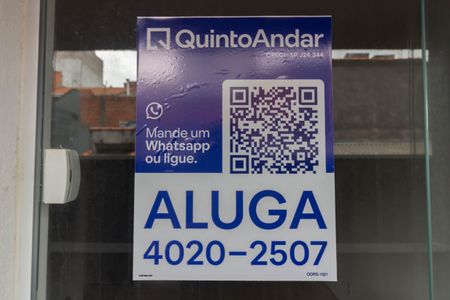 QuintoAndar
CRECI-SP J24.344
Mande um
Whatsapp
ou ligue.
ALUGA
4020-2507